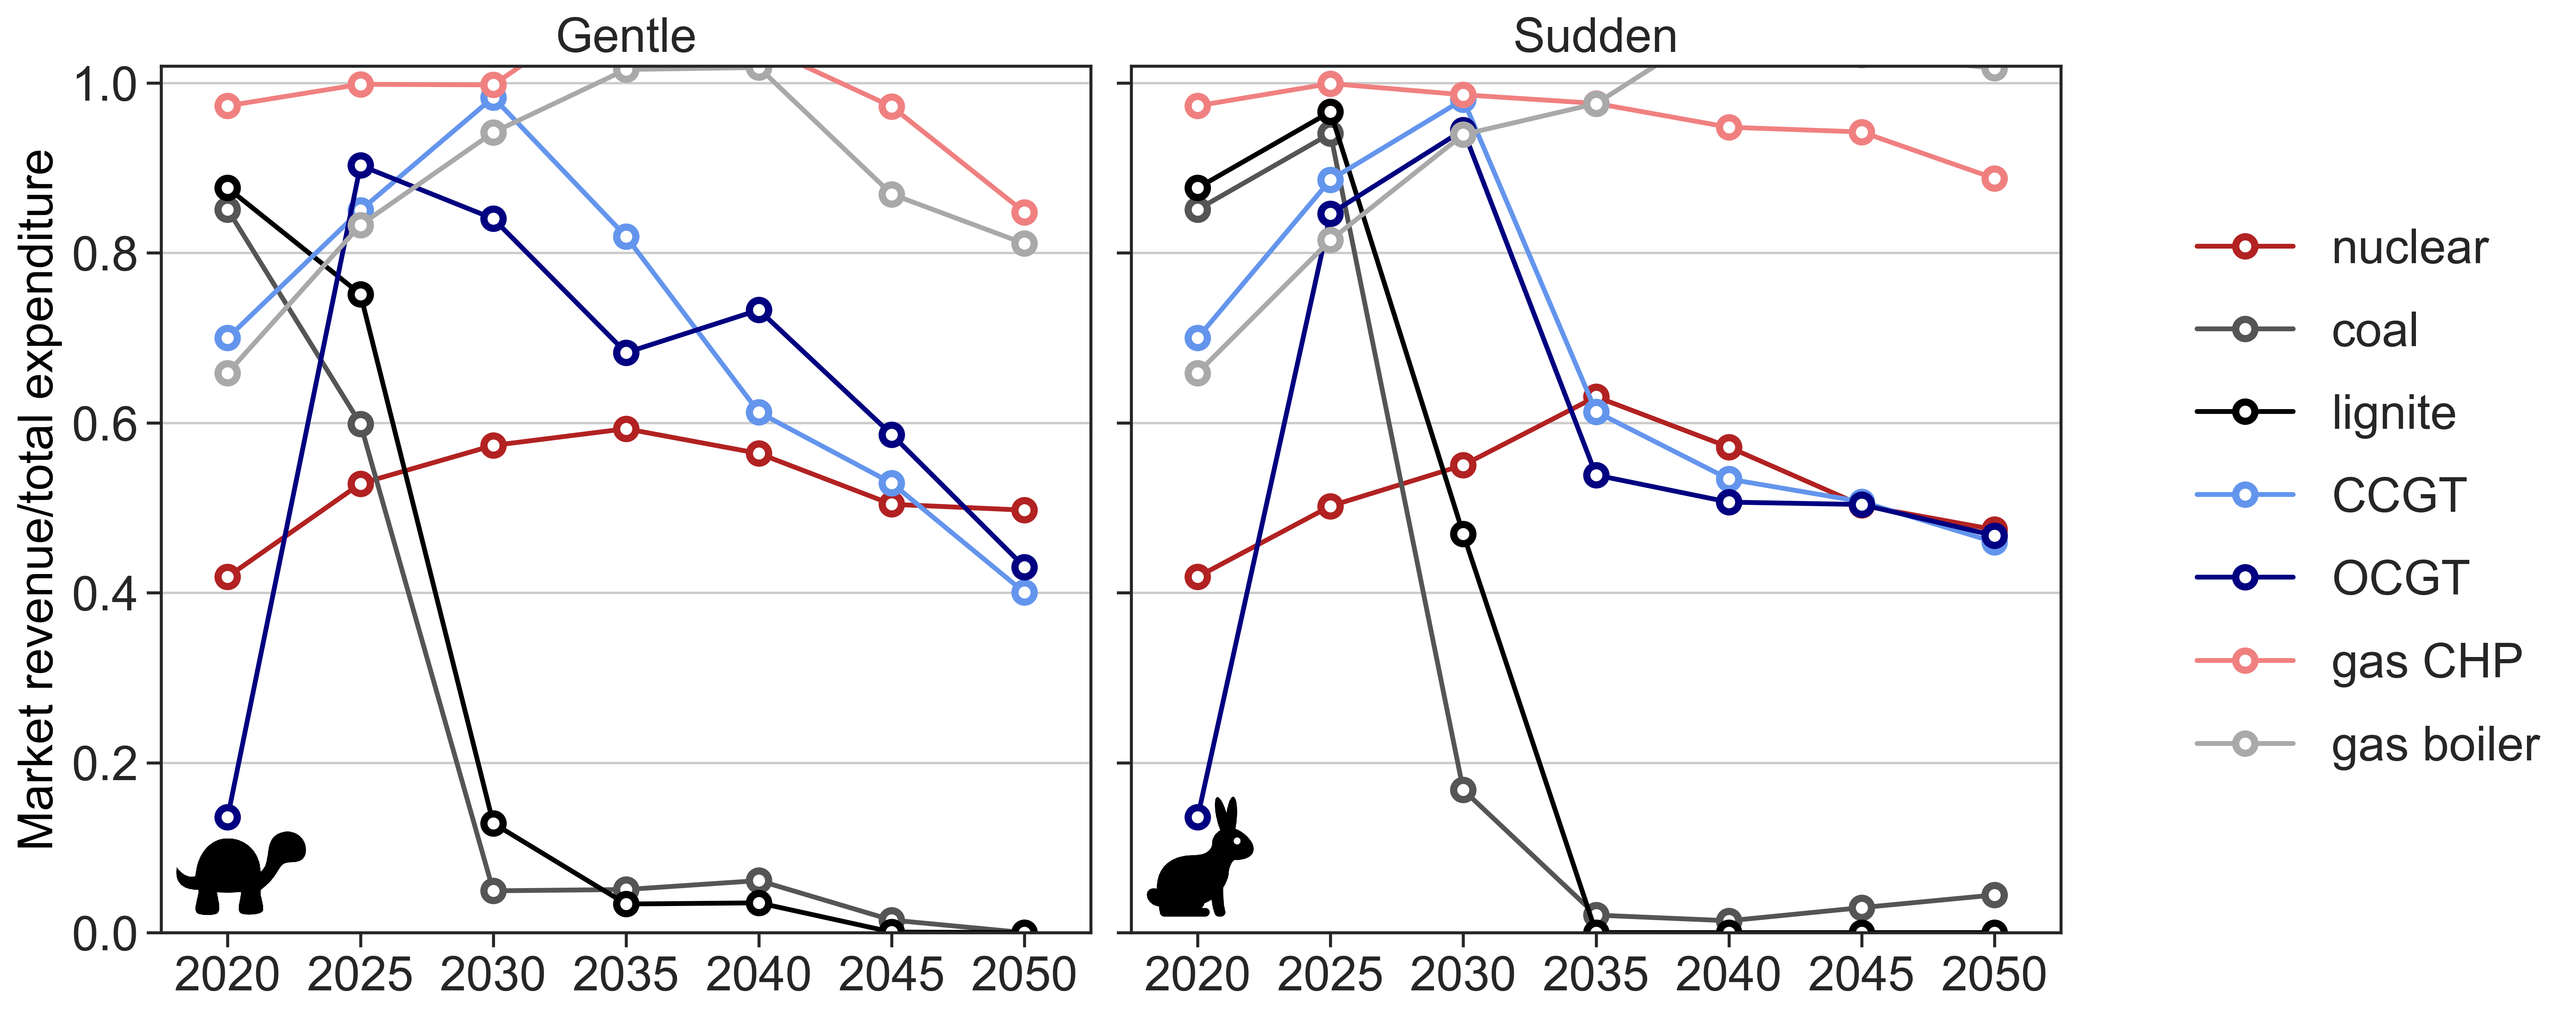 Gentle
Sudden
Market revenue/total expenditure
1.0
0.8
0.6
0.4
0.2
0.0
2020 2025 2030 2035 2040 2045 2050
2020 2025 2030 2035 2040 2045 2050
nuclear
coal
lignite
CCGT
OCGT
gas CHP
gas boiler